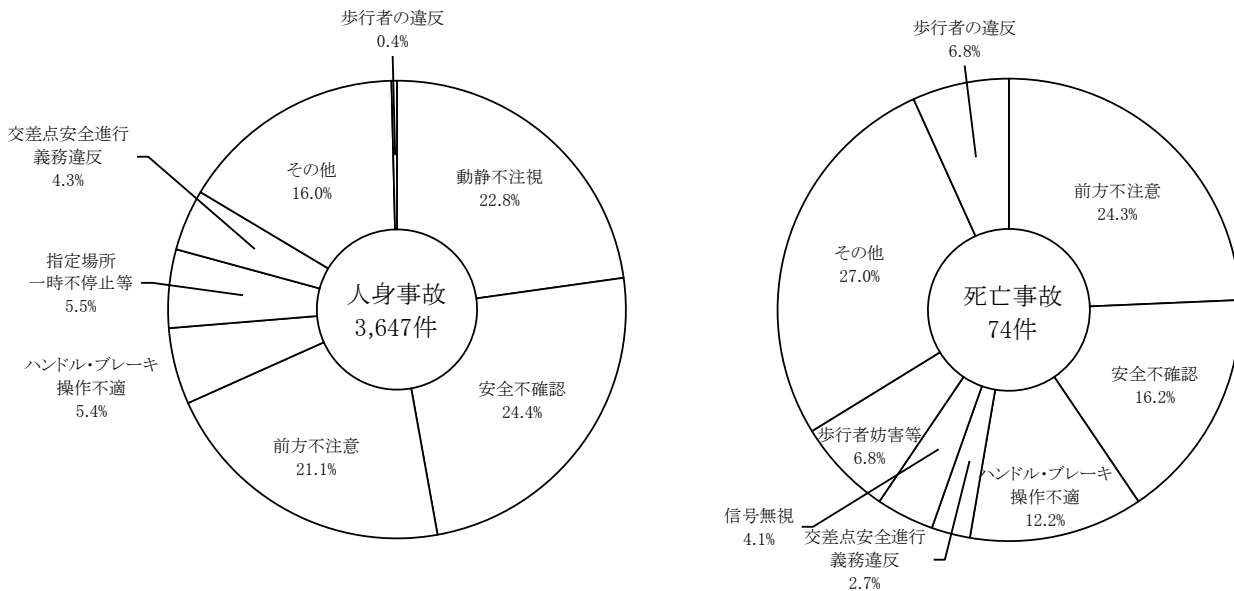 歩行者の違反
0.4%
動静不注視
22.8%
安全不確認
24.4%
前方不注意
21.1%
ハンドル・ブレーキ
操作不適
5.4%
指定場所
一時不停止等
5.5%
交差点安全進行
義務違反
4.3%
その他
16.0%
人身事故
3,647件
歩行者の違反
6.8%
前方不注意
24.3%
安全不確認
16.2%
ハンドル・ブレーキ
操作不適
12.2%
交差点安全進行
義務違反
2.7%
信号無視
4.1%
歩行者妨害等
6.8%
その他
27.0%
死亡事故
74件